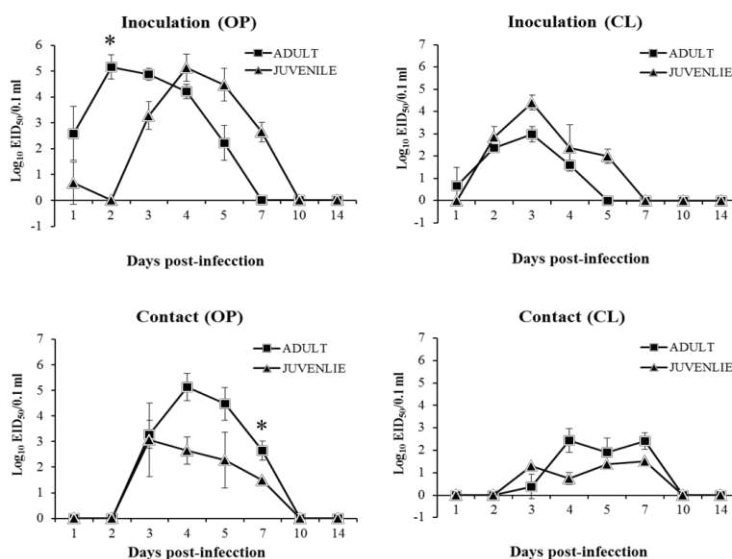 Inoculation (OP)
Log10 EID50/0.1 ml
6
5
4
3
2
1
0
-1
*
ADULT
JUVENILE
1 2 3 4 5 7 10 14
Days post-infecction
Inoculation (CL)
Log10 EID50/0.1 ml
7
6
5
4
3
2
1
0
-1
ADULT
JUVENLIE
1 2 3 4 5 7 10 14
Days post-infecction
Contact (OP)
Log10 EID50/0.1 ml
7
6
5
4
3
2
1
0
ADULT
JUVENLIE
*
1 2 3 4 5 7 10 14
Days post-infecction
Contact (CL)
Log10 EID50/0.1 ml
7
6
5
4
3
2
1
0
-1
ADULT
JUVENLIE
1 2 3 4 5 7 10 14
Days post-infecction